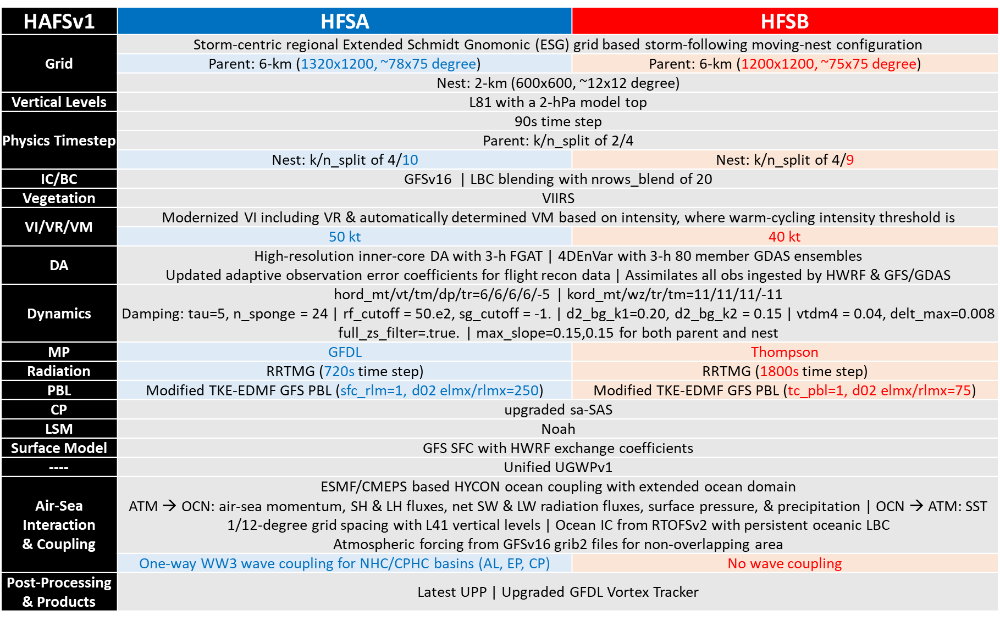 HAFSv1 HFSA HFSB
Storm-centric regional Extended Schmidt Gnomonic (ESG) grid based storm-following moving-nest configuration
Grid Parent: 6-km (1320x1200, ~78x75 degree) Parent: 6-km (1200x1200, ~75x75 degree)
Nest: 2-km (600x600, ~12x12 degree)
Vertical Levels L81 with a 2-hPa model top
90s time step
Physics Timestep Parent: k/n_split of 2/4
Nest: k/n_split of 4/10 Nest: k/n_split of 4/9
IC/BC GFSv16 | LBC blending with nrows_blend of 20
Vegetation VIIRS
VI/VR/VM Modernized VI including VR & automatically determined VM based on intensity, where warm-cycling intensity threshold is
50 kt 40 kt
DA High-resolution inner-core DA with 3-h FGAT | 4DEnVar with 3-h 80 member GDAS ensembles
Updated adaptive observation error coefficients for flight recon data | Assimilates all obs ingested by HWRF & GFS/GDAS
hord_mt/vt/tm/dp/tr=6/6/6/6/-5 | kord_mt/wz/tr/tm=11/11/11/-11
Dynamics Damping: tau=5, n_sponge = 24 | rf_cutoff = 50.e2, sg_cutoff = -1. | d2_bg_k1=0.20, d2_bg_k2 = 0.15 | vtdm4 = 0.04, delt_max=0.008
full_zs_filter=.true. | max_slope=0.15,0.15 for both parent and nest
MP GFDL Thompson
Radiation RRTMG (720s time step) RRTMG (1800s time step)
PBL Modified TKE-EDMF GFS PBL (sfc_rlm=1, d02 elmx/rlmx=250) Modified TKE-EDMF GFS PBL (tc_pbl=1, d02 elmx/rlmx=75)
CP upgraded sa-SAS
LSM Noah
Surface Model GFS SFC with HWRF exchange coefficients
---- Unified UGWPv1
ESMF/CMEPS based HYCON ocean coupling with extended ocean domain
Air-Sea ATM → OCN: air-sea momentum, SH & LH fluxes, net SW & LW radiation fluxes, surface pressure, & precipitation | OCN → ATM: SST
Interaction 1/12-degree grid spacing with L41 vertical levels | Ocean IC from RTOFSv2 with persistent oceanic LBC
& Coupling Atmospheric forcing from GFSv16 grib2 files for non-overlapping area
One-way WW3 wave coupling for NHC/CPHC basins (AL, EP, CP) No wave coupling
Post-Processing
& Products Latest UPP | Upgraded GFDL Vortex Tracker